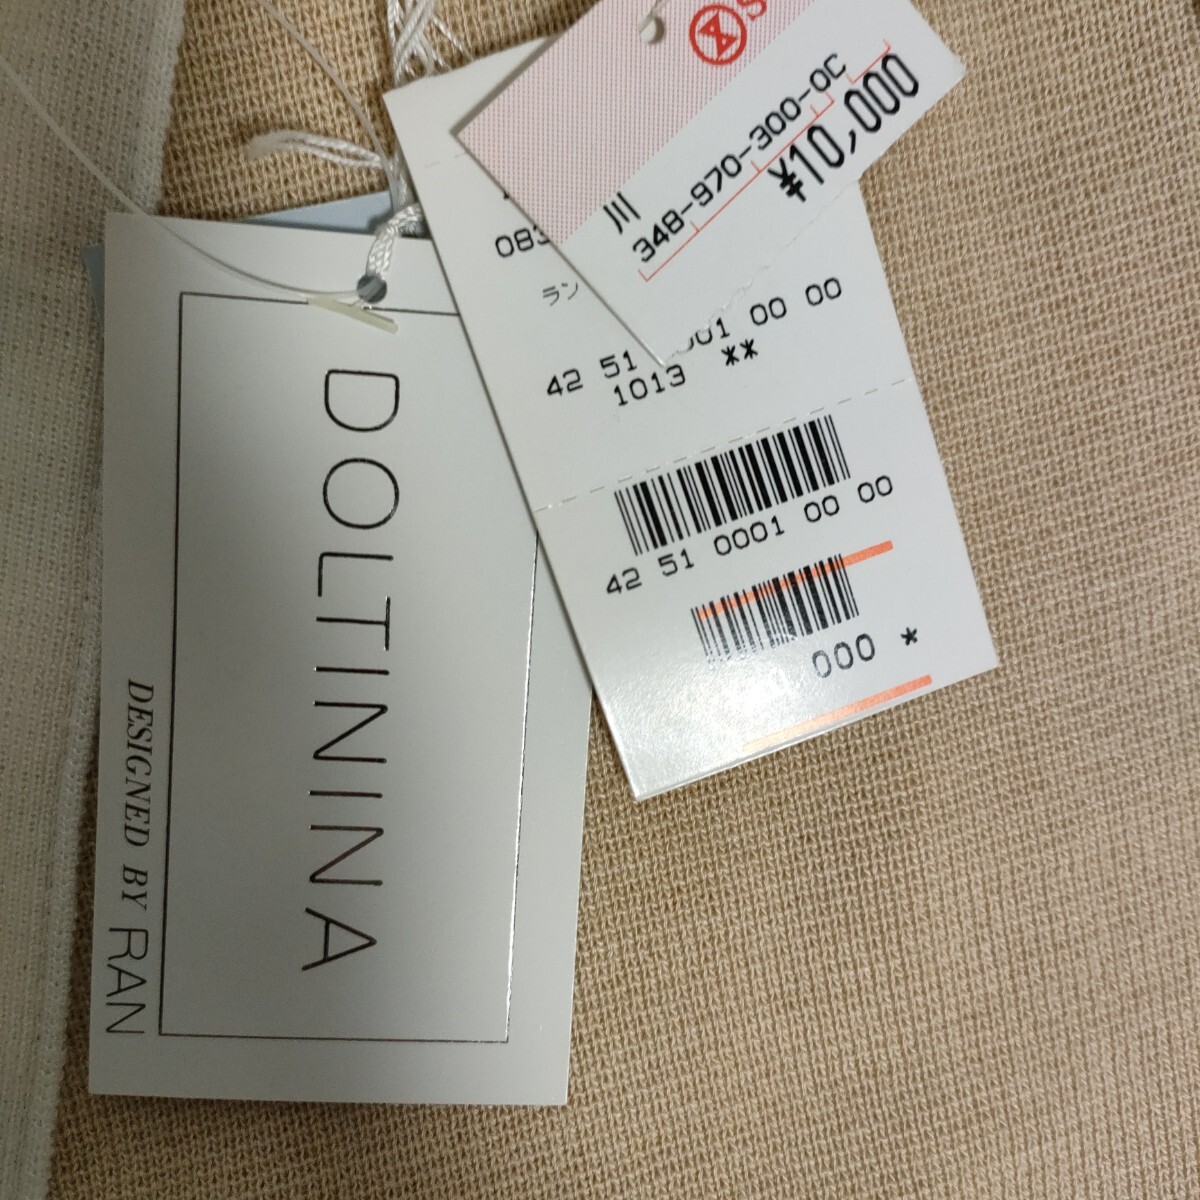 DOLTININA
DESIGNED BY RAN
S
川
348-970-300-0C
¥10,000
083
ラン
42 51 001 00 00
1013 **
42 51 0001 00 00
000 *